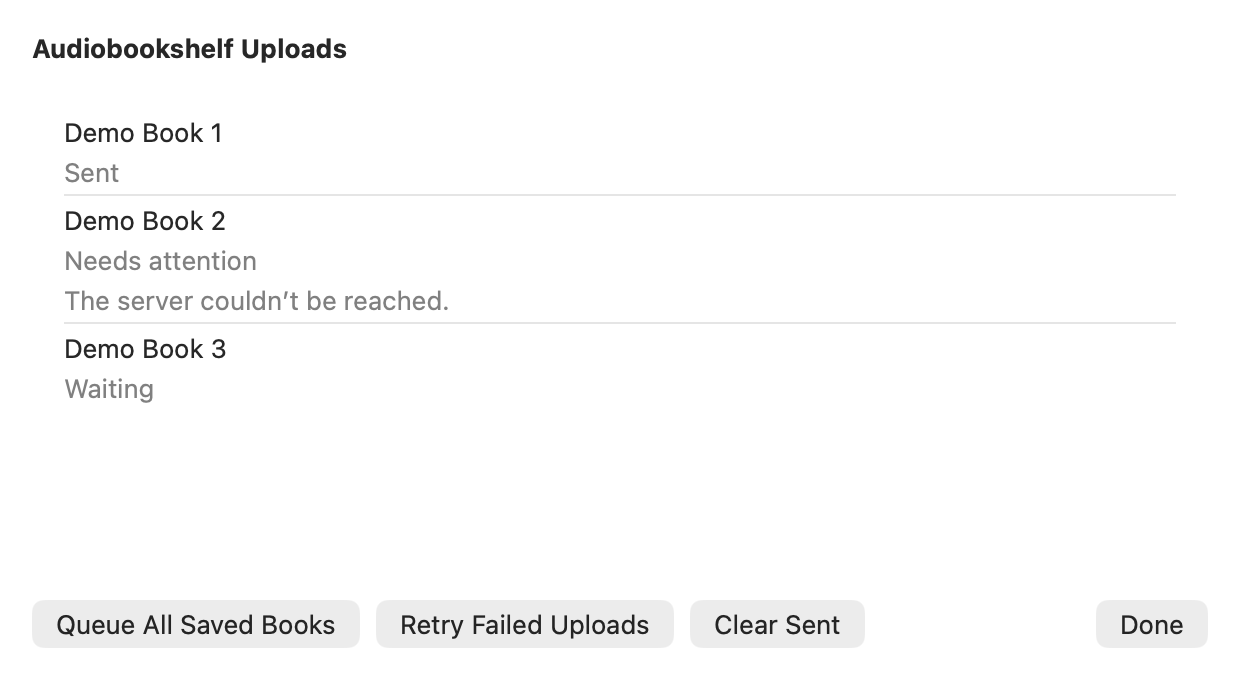 Audiobookshelf Uploads
Demo Book 1
Sent
Demo Book 2
Needs attention
The server couldn’t be reached.
Demo Book 3
Waiting
Queue All Saved Books
Retry Failed Uploads
Clear Sent
Done